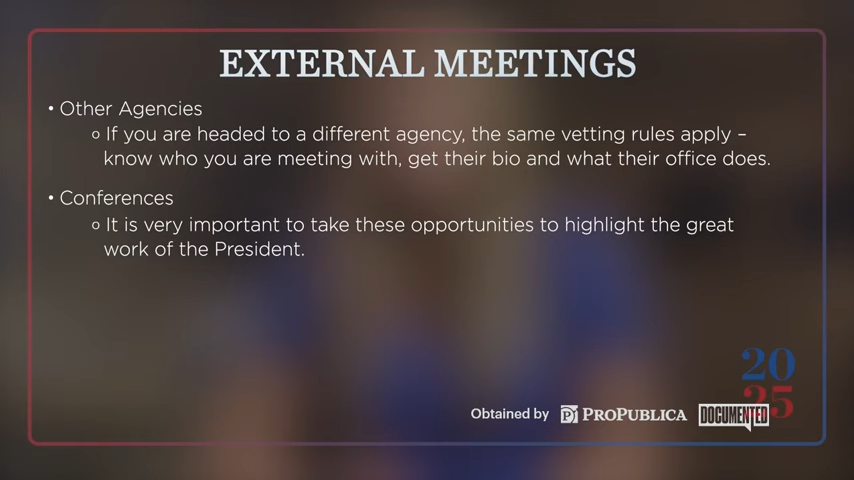 EXTERNAL MEETINGS
• Other Agencies
o If you are headed to a different agency, the same vetting rules apply –
know who you are meeting with, get their bio and what their office does.
• Conferences
o It is very important to take these opportunities to highlight the great
work of the President.
20
25
Obtained by PROPUBLICA DOCUMENTED